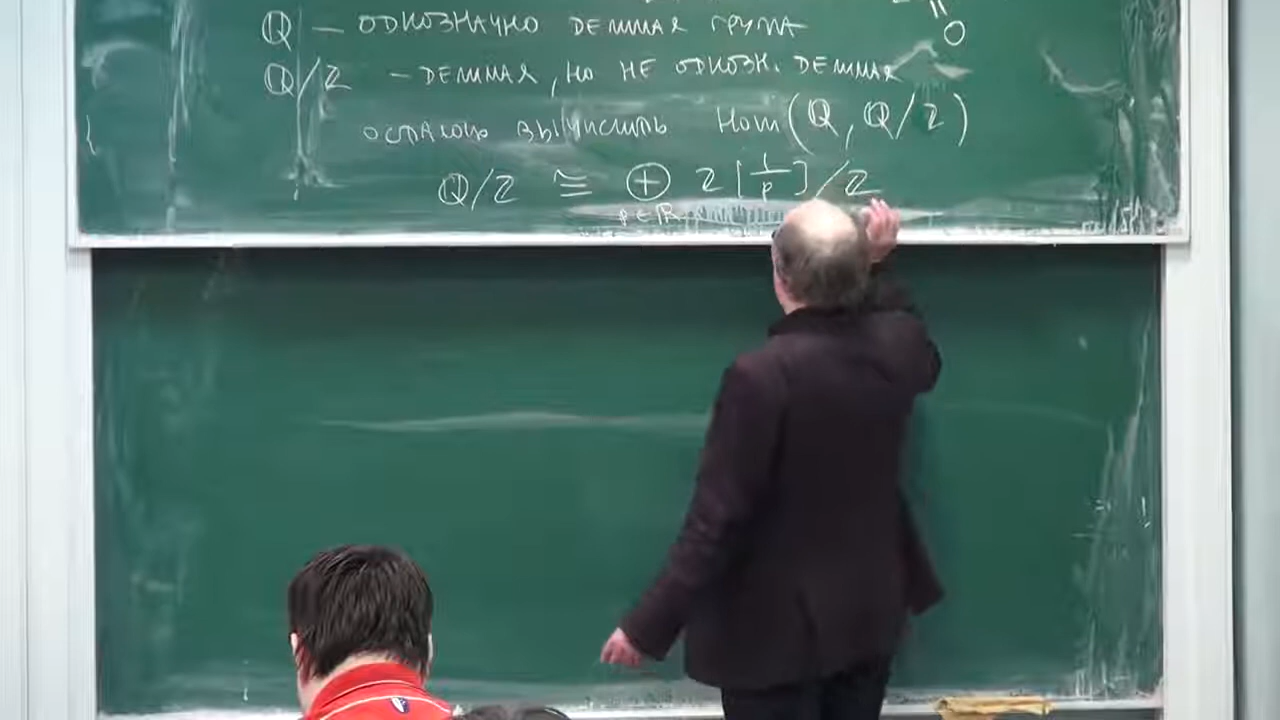 Q — ОДНОЗНАЧНО ДЕЛИМАЯ ГРУППА
O
Q/Z — ДЕЛИМАЯ, НО НЕ ОДНОЗН. ДЕЛИМАЯ
ОСТАЛОСЬ ВЫЧИСЛИТЬ Hom(Q, Q/Z)
Q/Z ≅ ⊕ Z[1/p]/Z
p∈P